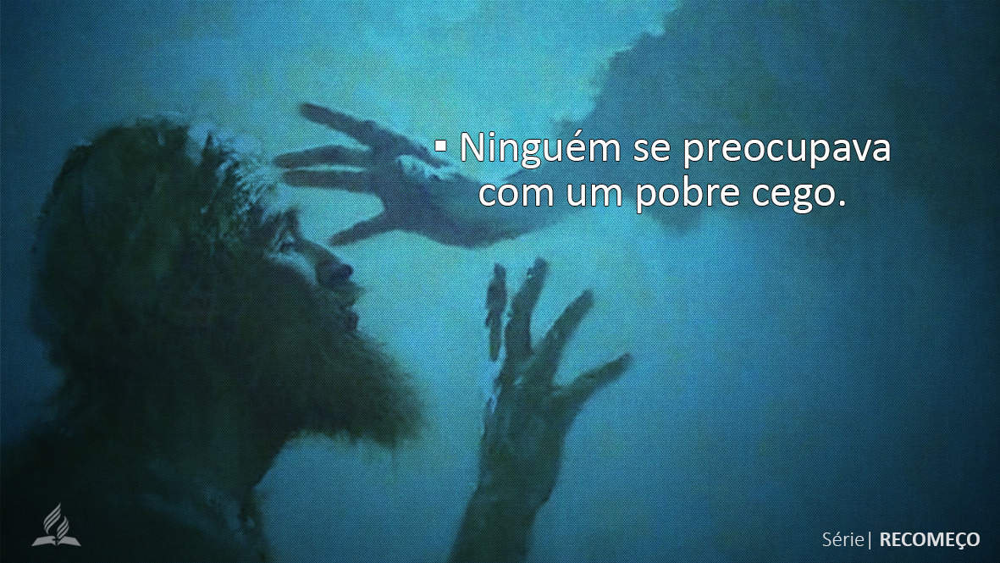 ▪ Ninguém se preocupava
com um pobre cego.
Série| RECOMEÇO